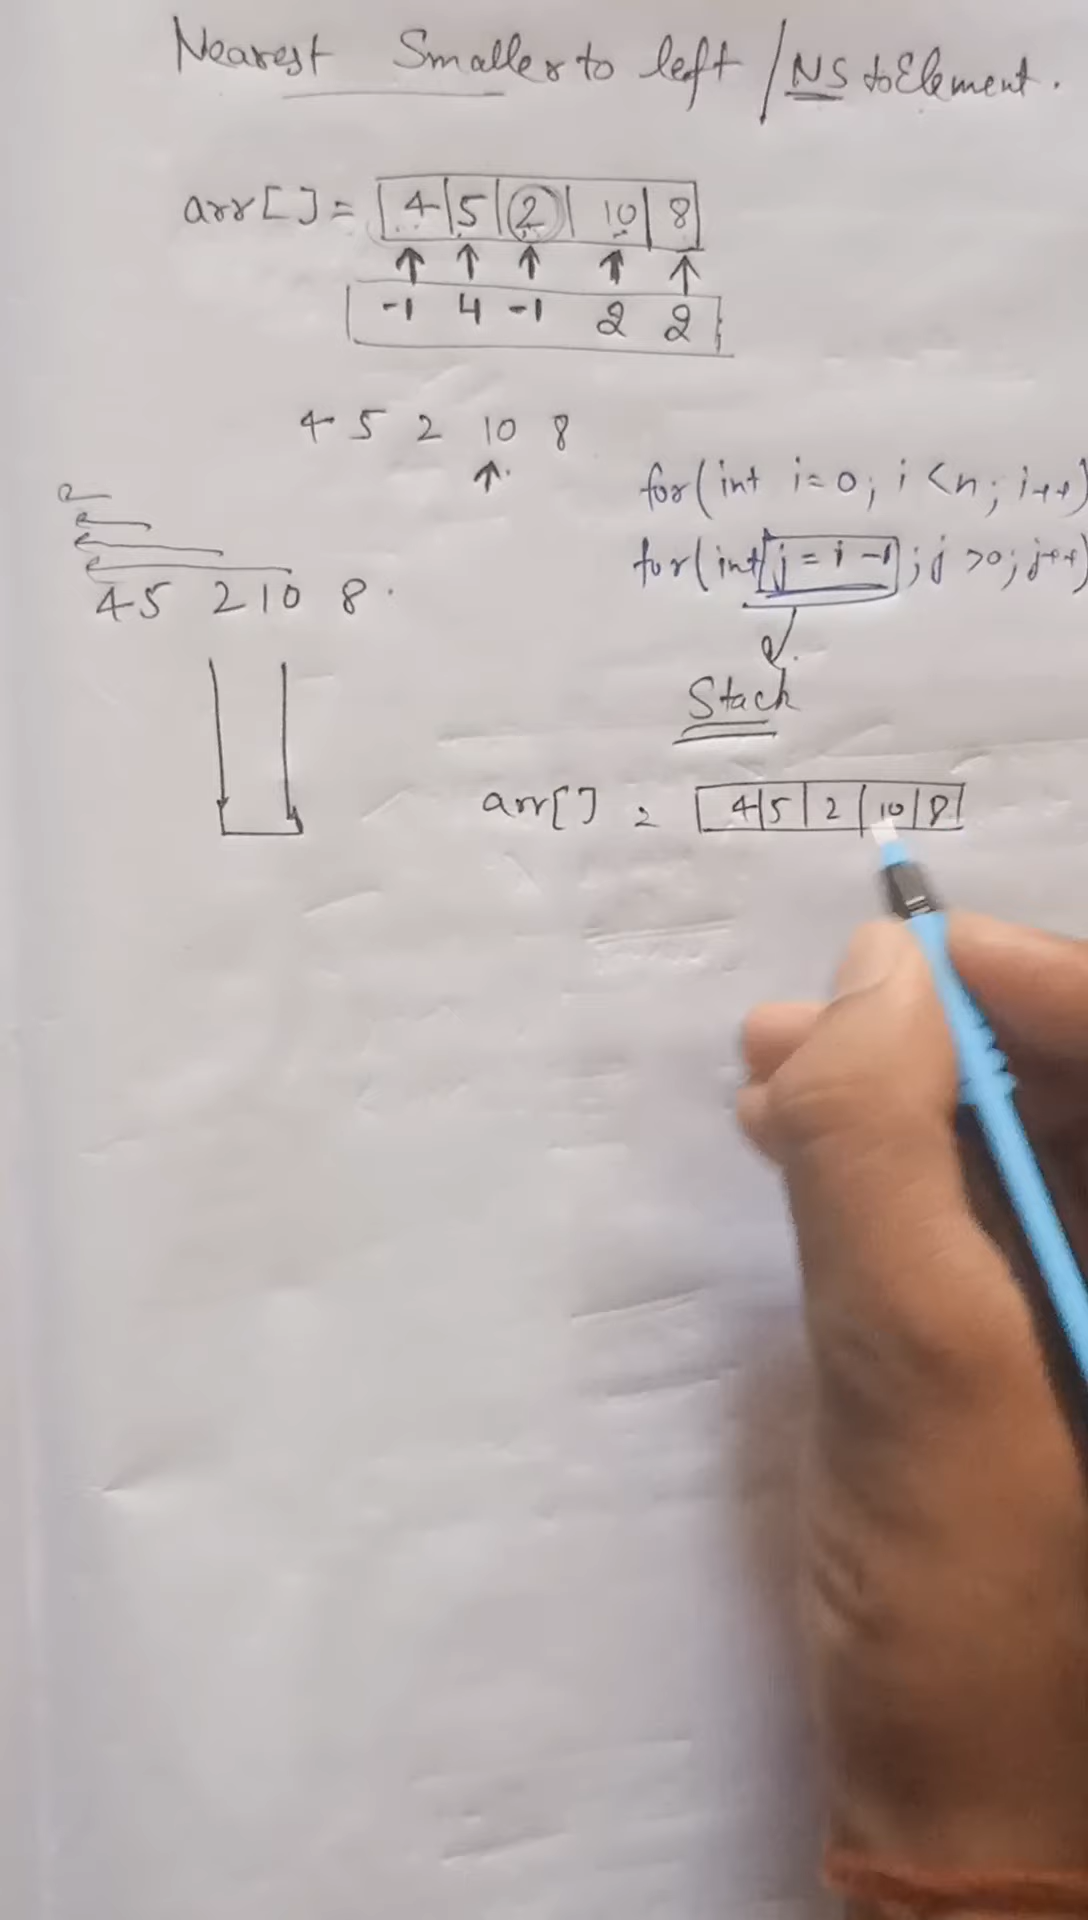 Nearest Smaller to left / NS to Element.
arr[] = 4 | 5 | 2 | 10 | 8
-1 4 -1 2 2
4 5 2 10 8
for(int i=0; i<n; i++)
for(int j=i-1; j>0; j++)
4 5 2 10 8
Stack
arr[] = 4 | 5 | 2 | 10 | 8